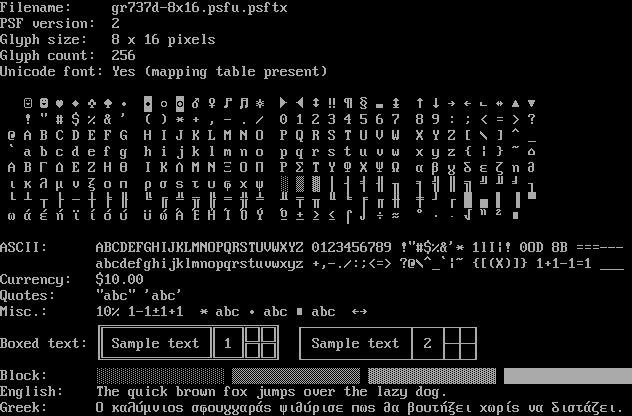 Filename: gr737d-8x16.psfu.psftx
PSF version: 2
Glyph size: 8 x 16 pixels
Glyph count: 256
Unicode font: Yes (mapping table present)
☺ ☻ ♥ ♦ ♣ ♠ • ◘ ○ ◙ ♂ ♀ ♪ ♫ ☼ ► ◄ ↕ ‼ ¶ § ▬ ↨ ↑ ↓ → ← ∟ ↔ ▲ ▼
! " # $ % & ' ( ) * + , - . / 0 1 2 3 4 5 6 7 8 9 : ; < = > ?
@ A B C D E F G H I J K L M N O P Q R S T U V W X Y Z [ \ ] ^ _
` a b c d e f g h i j k l m n o p q r s t u v w x y z { ¦ } ~ ⌂
Α Β Γ Δ Ε Ζ Η Θ Ι Κ Λ Μ Ν Ξ Ο Π Ρ Σ Τ Υ Φ Χ Ψ Ω α β γ δ ε ζ η θ
ι κ λ μ ν ξ ο π ρ σ ς τ υ φ χ ψ ░ ▒ ▓ │ ┤ ╡ ╢ ╖ ╕ ╣ ║ ╗ ╝ ╜ ╛ ┐
└ ┴ ┬ ├ ─ ┼ ╞ ╟ ╚ ╔ ╩ ╦ ╠ ═ ╬ ╧ ╨ ╤ ╥ ╙ ╘ ╒ ╓ ╫ ╪ ┘ ┌ █ ▄ ▌ ▐ ▀
ω ά έ ή ϊ ί ό ύ ϋ ώ Ά Έ Ή Ί Ό Ύ Ώ ± ≥ ≤ ⌠ ⌡ ÷ ≈ ° ∙ · √ ⁿ ² ■
ASCII: ABCDEFGHIJKLMNOPQRSTUVWXYZ 0123456789 !"#$%&'* 1lI¦! 0OD 8B ===---
abcdefghijklmnopqrstuvwxyz +,-./:;<=> ?@\^_`¦~ {[(X)]} 1+1-1=1 ___
Currency: $10.00
Quotes: "abc" 'abc'
Misc.: 10% 1-1±1+1 * abc • abc ■ abc ↔
Boxed text: Sample text 1 Sample text 2
Block:
English: The quick brown fox jumps over the lazy dog.
Greek: Ο καλύμνιος σφουγγαράς ψιθύρισε πως θα βουτήξει χωρίς να διστάζει.